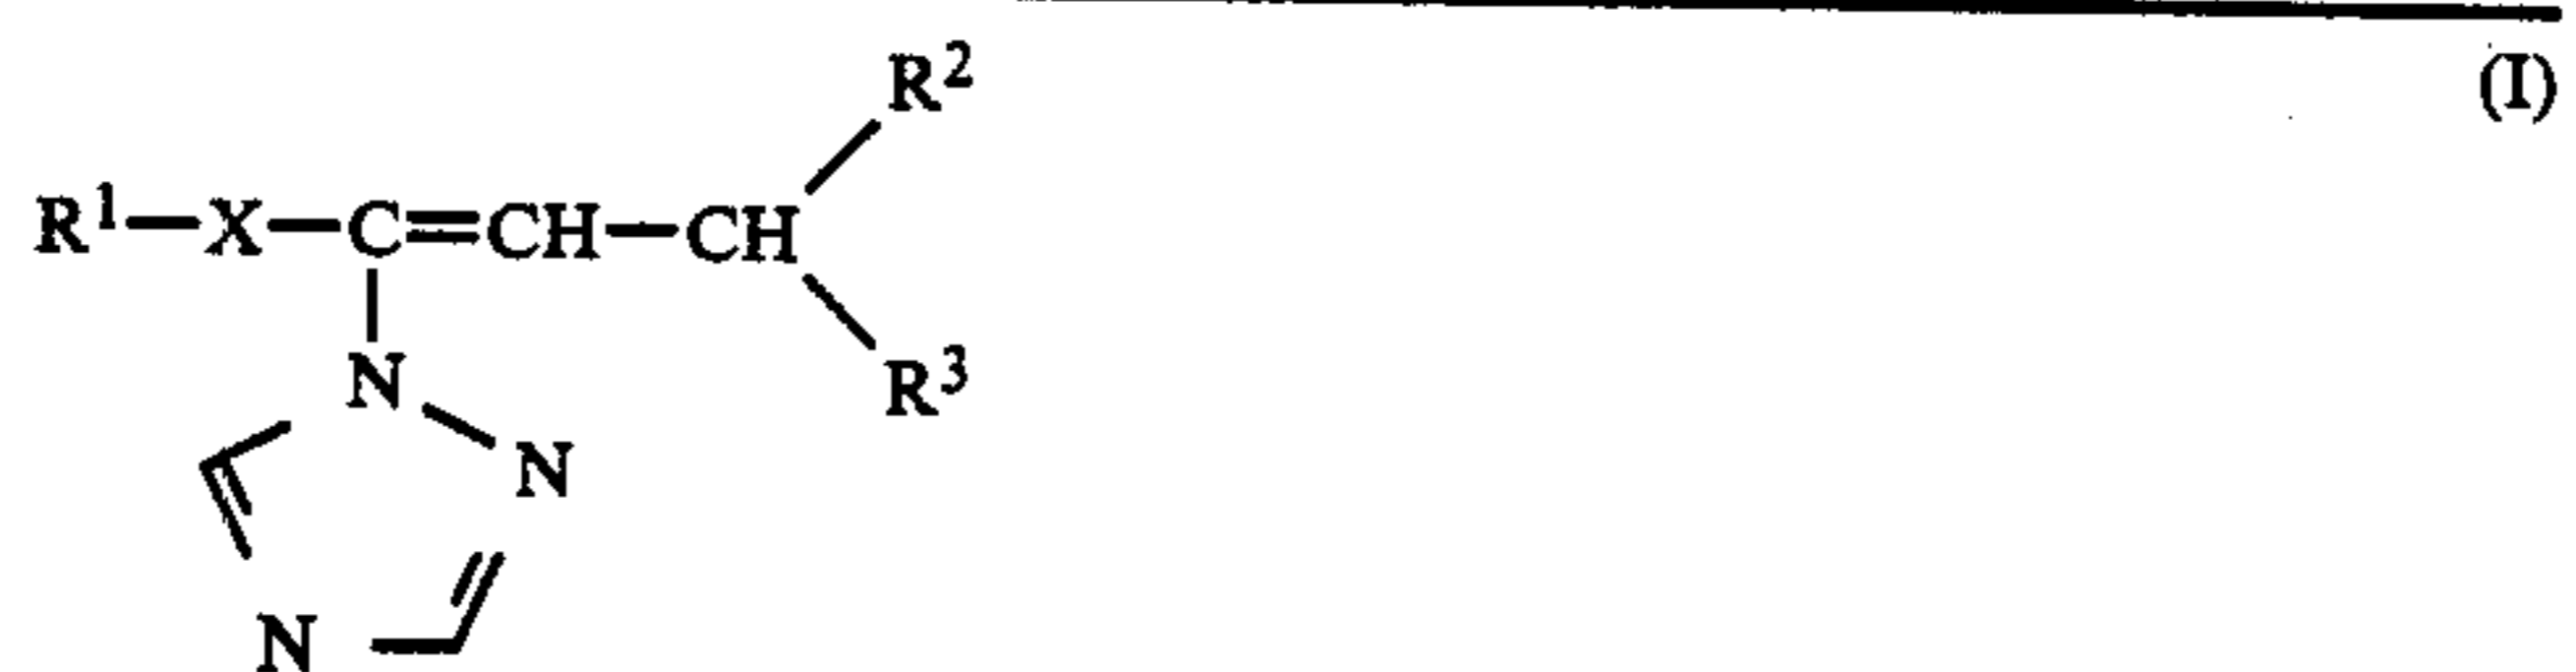 R² (I)
R¹—X—C=CH—CH
N R³
N
N